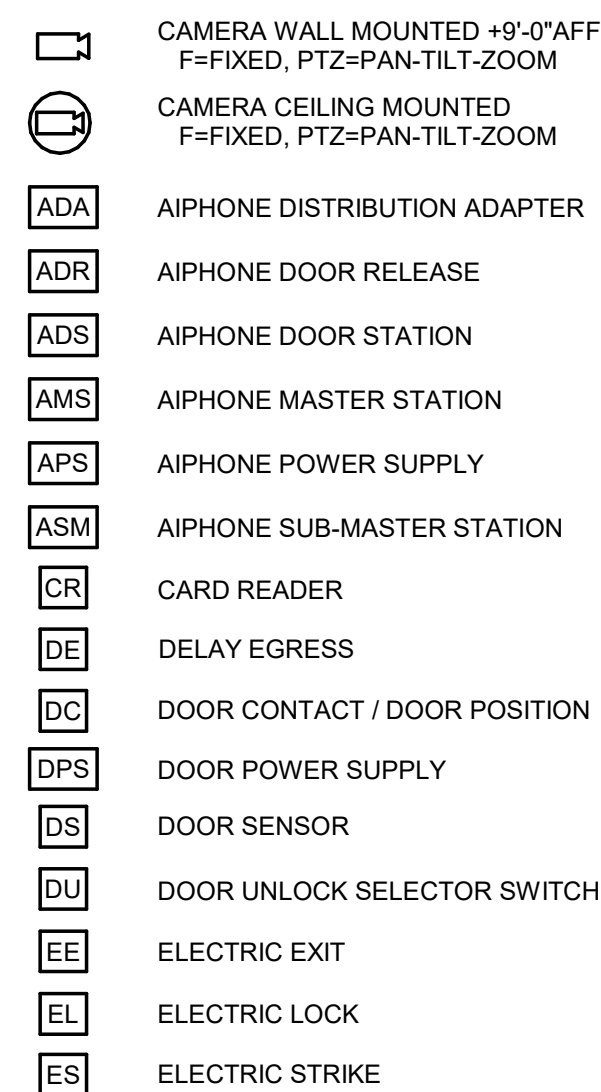 CAMERA WALL MOUNTED +9'-0"AFF
F=FIXED, PTZ=PAN-TILT-ZOOM
CAMERA CEILING MOUNTED
F=FIXED, PTZ=PAN-TILT-ZOOM
ADA AIPHONE DISTRIBUTION ADAPTER
ADR AIPHONE DOOR RELEASE
ADS AIPHONE DOOR STATION
AMS AIPHONE MASTER STATION
APS AIPHONE POWER SUPPLY
ASM AIPHONE SUB-MASTER STATION
CR CARD READER
DE DELAY EGRESS
DC DOOR CONTACT / DOOR POSITION
DPS DOOR POWER SUPPLY
DS DOOR SENSOR
DU DOOR UNLOCK SELECTOR SWITCH
EE ELECTRIC EXIT
EL ELECTRIC LOCK
ES ELECTRIC STRIKE